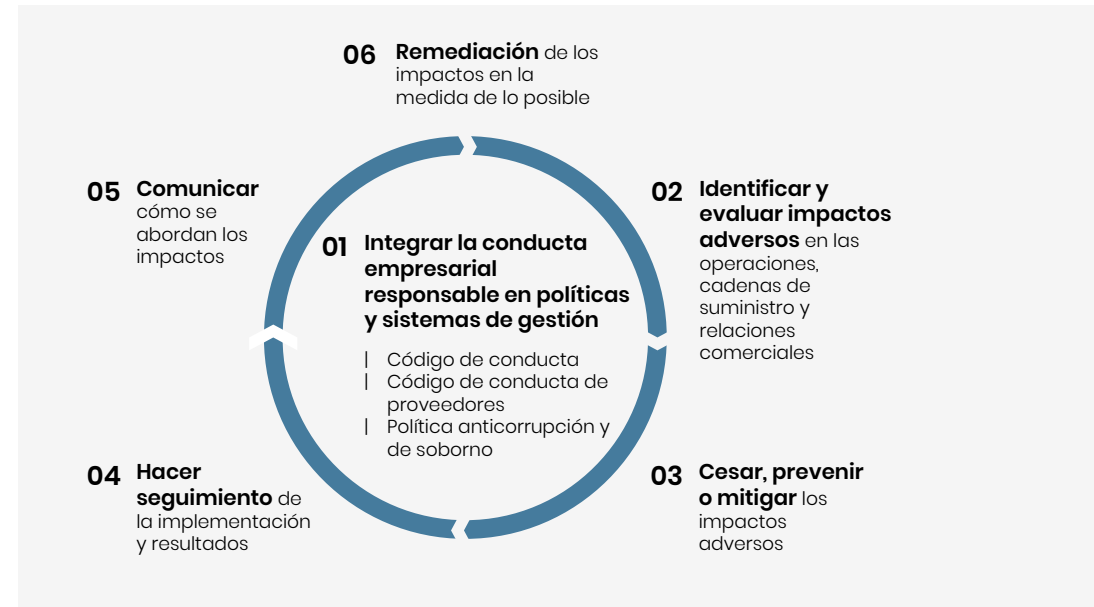 06 Remediación de los
impactos en la
medida de lo posible
05 Comunicar
cómo se
abordan los
impactos
01 Integrar la conducta
empresarial
responsable en políticas
y sistemas de gestión
| Código de conducta
| Código de conducta de
proveedores
| Política anticorrupción y
de soborno
02 Identificar y
evaluar impactos
adversos en las
operaciones,
cadenas de
suministro y
relaciones
comerciales
04 Hacer
seguimiento de
la implementación
y resultados
03 Cesar, prevenir
o mitigar los
impactos
adversos